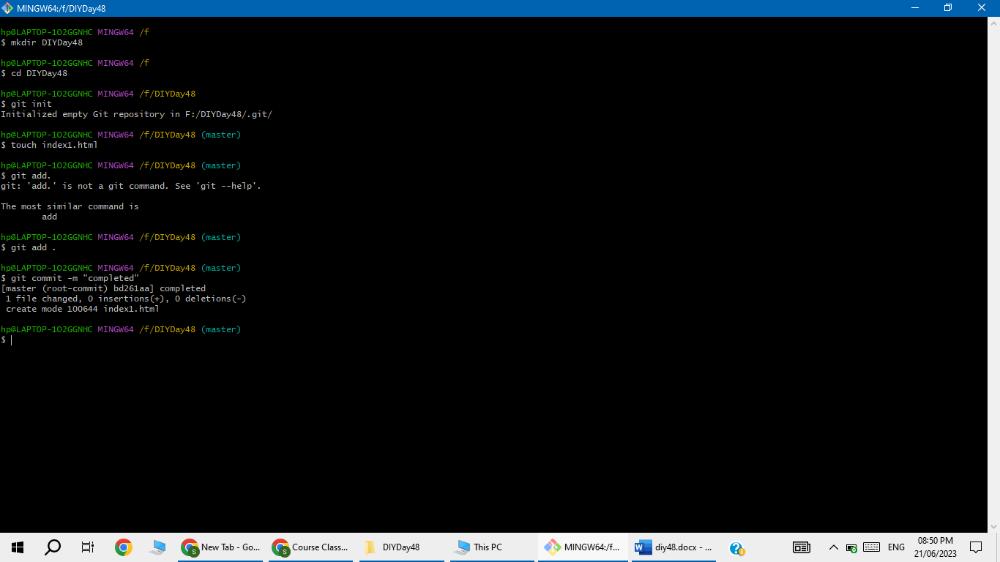 MINGW64:/f/DIYDay48
hp@LAPTOP-1O2GGNHC MINGW64 /f
$ mkdir DIYDay48
hp@LAPTOP-1O2GGNHC MINGW64 /f
$ cd DIYDay48
hp@LAPTOP-1O2GGNHC MINGW64 /f/DIYDay48
$ git init
Initialized empty Git repository in F:/DIYDay48/.git/
hp@LAPTOP-1O2GGNHC MINGW64 /f/DIYDay48 (master)
$ touch index1.html
hp@LAPTOP-1O2GGNHC MINGW64 /f/DIYDay48 (master)
$ git add.
git: 'add.' is not a git command. See 'git --help'.
The most similar command is
add
hp@LAPTOP-1O2GGNHC MINGW64 /f/DIYDay48 (master)
$ git add .
hp@LAPTOP-1O2GGNHC MINGW64 /f/DIYDay48 (master)
$ git commit -m "completed"
[master (root-commit) bd261aa] completed
1 file changed, 0 insertions(+), 0 deletions(-)
create mode 100644 index1.html
hp@LAPTOP-1O2GGNHC MINGW64 /f/DIYDay48 (master)
$
New Tab - Go... Course Class... DIYDay48 This PC MINGW64:/f... diy48.docx - ... ENG 08:50 PM
21/06/2023